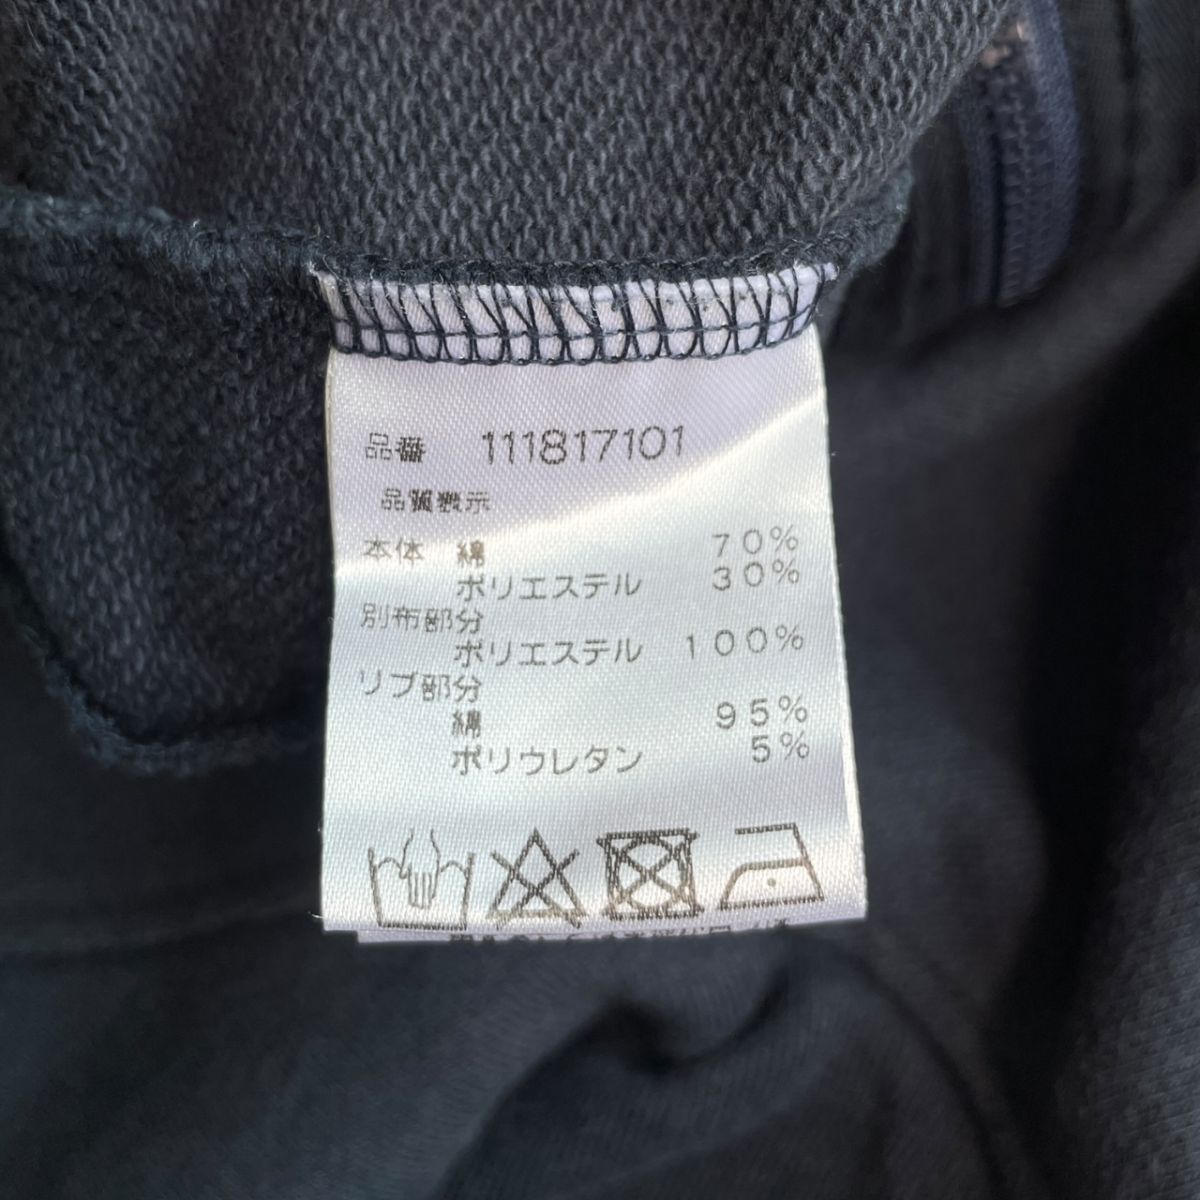 品番 111817101
品質表示
本体 綿 70%
ポリエステル 30%
別布部分
ポリエステル 100%
リブ部分
綿 95%
ポリウレタン 5%